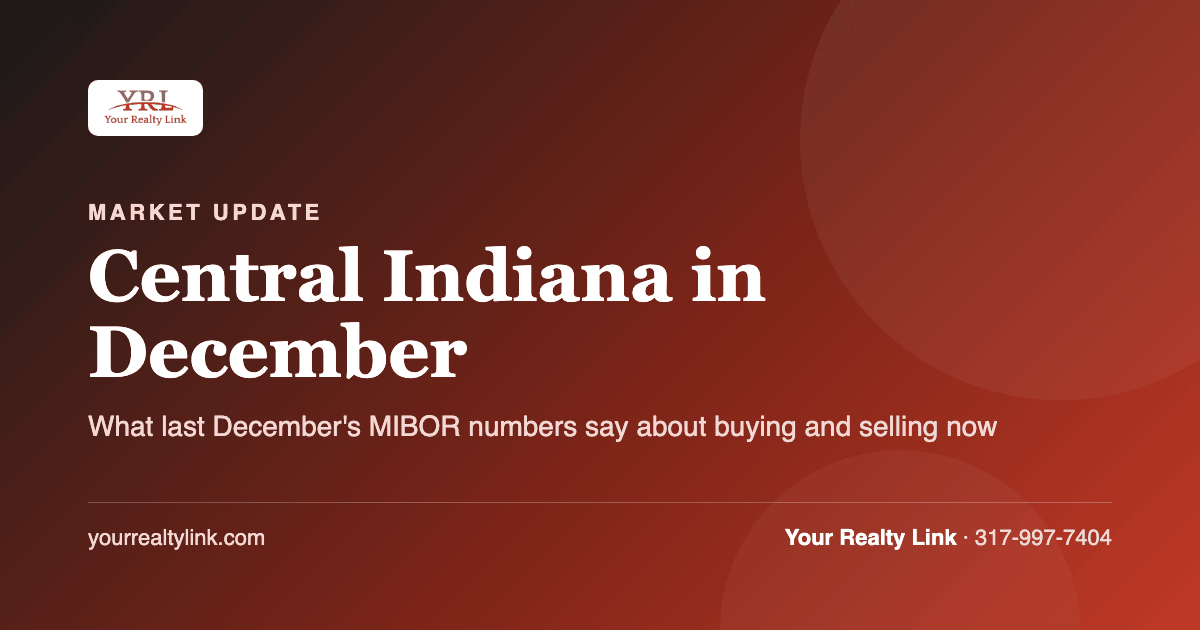 YRL
Your Realty Link
MARKET UPDATE
Central Indiana in
December
What last December's MIBOR numbers say about buying and selling now
yourrealtylink.com
Your Realty Link · 317-997-7404